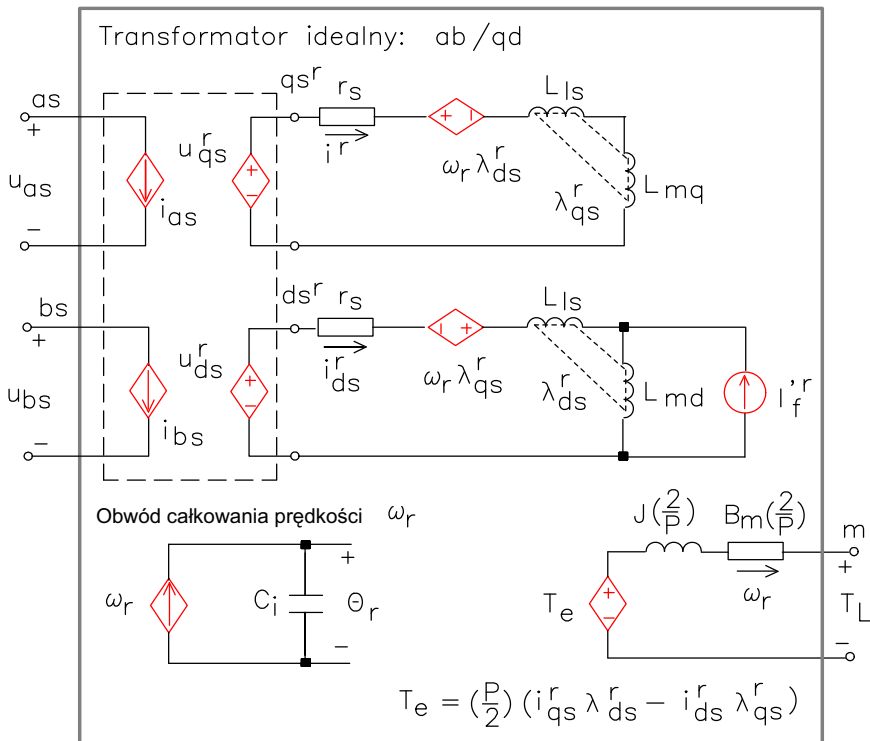 Transformator idealny: ab/qd
as
+
u_as
−
i_as
u^r_qs
+
−
qs^r
r_s
i^r
+ −
ω_r λ^r_ds
L_ls
λ^r_qs
L_mq
bs
+
u_bs
−
i_bs
u^r_ds
+
−
ds^r
r_s
i^r_ds
− +
ω_r λ^r_qs
L_ls
λ^r_ds
L_md
I'^r_f
Obwód całkowania prędkości ω_r
ω_r
C_i
+
Θ_r
−
J(2/P)
B_m(2/P)
m
+
ω_r
T_e
+
−
T_L
−
T_e = (P/2) (i^r_qs λ^r_ds − i^r_ds λ^r_qs)